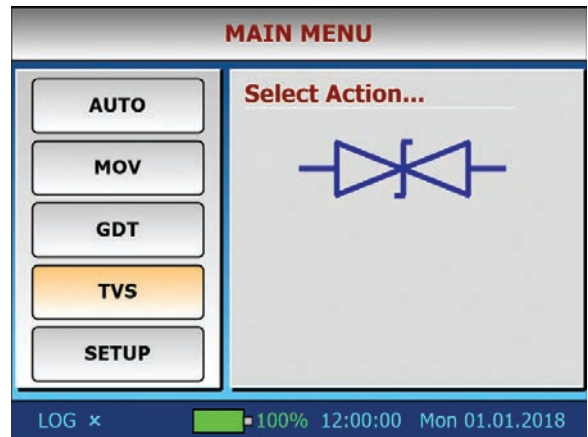 MAIN MENU
AUTO
MOV
GDT
TVS
SETUP
Select Action...
LOG × 100% 12:00:00 Mon 01.01.2018